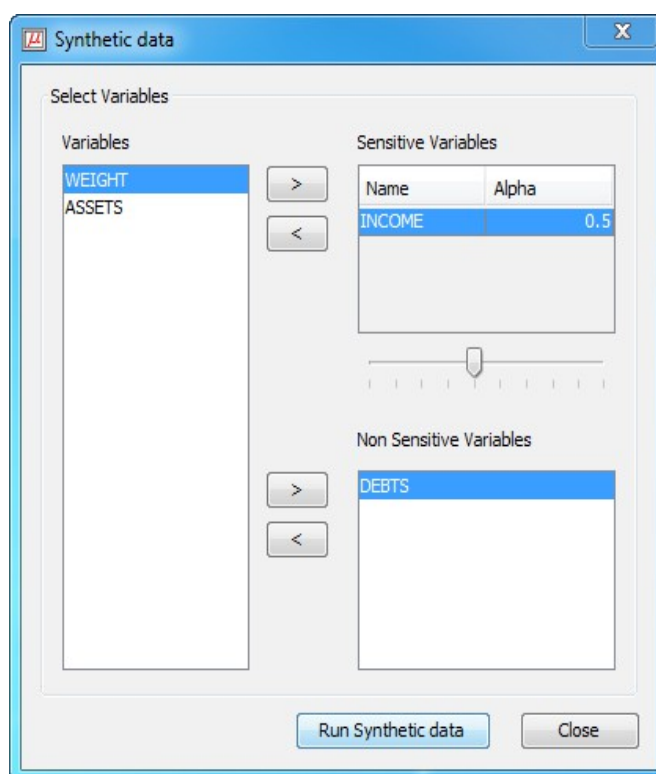 μ Synthetic data
X
Select Variables
Variables
WEIGHT
ASSETS
>
<
Sensitive Variables
Name Alpha
INCOME 0.5
Non Sensitive Variables
>
<
DEBTS
Run Synthetic data Close